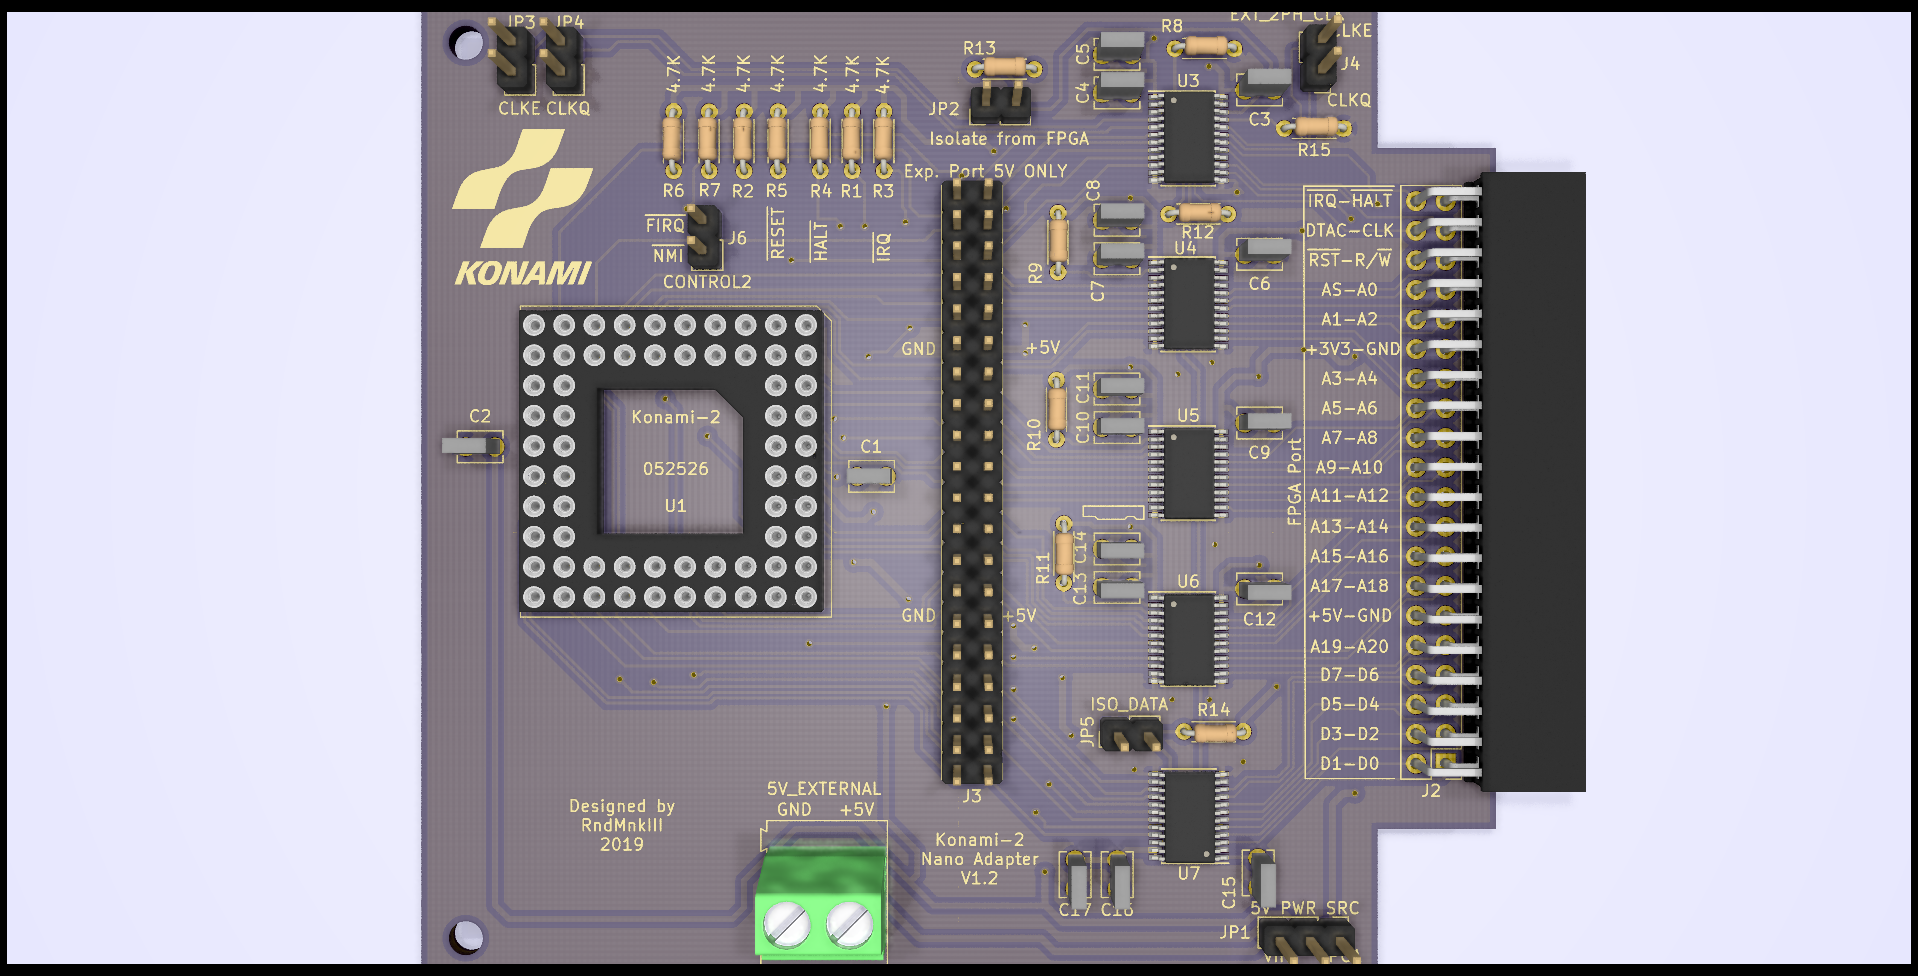 JP3 JP4
CLKE CLKQ
KONAMI
4.7K 4.7K 4.7K 4.7K 4.7K 4.7K 4.7K
R6 R7 R2 R5 R4 R1 R3
FIRQ
NMI
J6
CONTROL2
RESET
HALT
IRQ
R13
JP2
Isolate from FPGA
Exp. Port 5V ONLY
C5
C4
R8
U3
C3
CLKE
J4
CLKQ
R15
C8
C7
R9
R12
U4
C6
GND +5V
C11
C10
R10
U5
C9
C14
C13
R11
U6
C12
GND +5V
C2
Konami-2
052526
U1
C1
FPGA Port
IRQ-HALT
DTAC-CLK
RST-R/W
AS-A0
A1-A2
+3V3-GND
A3-A4
A5-A6
A7-A8
A9-A10
A11-A12
A13-A14
A15-A16
A17-A18
+5V-GND
A19-A20
D7-D6
D5-D4
D3-D2
D1-D0
J2
ISO_DATA
JP5
R14
J3
U7
Designed by
RndMnkIII
2019
5V_EXTERNAL
GND +5V
Konami-2
Nano Adapter
V1.2
C17 C16
C15
5V PWR SRC
JP1